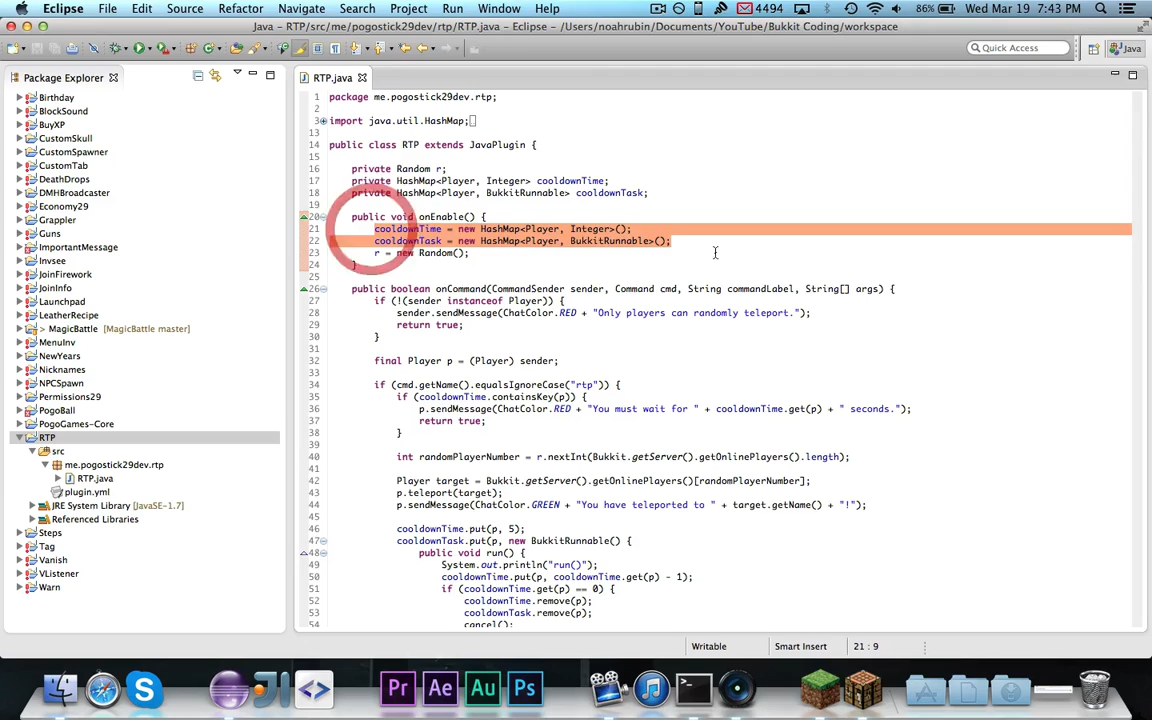 Eclipse File Edit Source Refactor Navigate Search Project Run Window Help 4494 86% Wed Mar 19 7:43 PM
Java - RTP/src/me/pogostick29dev/rtp/RTP.java - Eclipse - /Users/noahrubin/Documents/YouTube/Bukkit Coding/workspace
Quick Access Java
Package Explorer
Birthday
BlockSound
BuyXP
CustomSkull
CustomSpawner
CustomTab
DeathDrops
DMHBroadcaster
Economy29
Grappler
Guns
ImportantMessage
Invsee
JoinFirework
JoinInfo
Launchpad
LeatherRecipe
> MagicBattle [MagicBattle master]
MenuInv
NewYears
Nicknames
NPCSpawn
Permissions29
PogoBall
PogoGames-Core
RTP
src
me.pogostick29dev.rtp
RTP.java
plugin.yml
JRE System Library [JavaSE-1.7]
Referenced Libraries
Steps
Tag
Vanish
VListener
Warn
RTP.java
1 package me.pogostick29dev.rtp;
2
3 import java.util.HashMap;
13
14 public class RTP extends JavaPlugin {
15
16 private Random r;
17 private HashMap<Player, Integer> cooldownTime;
18 private HashMap<Player, BukkitRunnable> cooldownTask;
19
20 public void onEnable() {
21 cooldownTime = new HashMap<Player, Integer>();
22 cooldownTask = new HashMap<Player, BukkitRunnable>();
23 r = new Random();
24 }
25
26 public boolean onCommand(CommandSender sender, Command cmd, String commandLabel, String[] args) {
27 if (!(sender instanceof Player)) {
28 sender.sendMessage(ChatColor.RED + "Only players can randomly teleport.");
29 return true;
30 }
31
32 final Player p = (Player) sender;
33
34 if (cmd.getName().equalsIgnoreCase("rtp")) {
35 if (cooldownTime.containsKey(p)) {
36 p.sendMessage(ChatColor.RED + "You must wait for " + cooldownTime.get(p) + " seconds.");
37 return true;
38 }
39
40 int randomPlayerNumber = r.nextInt(Bukkit.getServer().getOnlinePlayers().length);
41
42 Player target = Bukkit.getServer().getOnlinePlayers()[randomPlayerNumber];
43 p.teleport(target);
44 p.sendMessage(ChatColor.GREEN + "You have teleported to " + target.getName() + "!");
45
46 cooldownTime.put(p, 5);
47 cooldownTask.put(p, new BukkitRunnable() {
48 public void run() {
49 System.out.println("run()");
50 cooldownTime.put(p, cooldownTime.get(p) - 1);
51 if (cooldownTime.get(p) == 0) {
52 cooldownTime.remove(p);
53 cooldownTask.remove(p);
54 cancel();
Writable Smart Insert 21 : 9
Pr Ae Au Ps